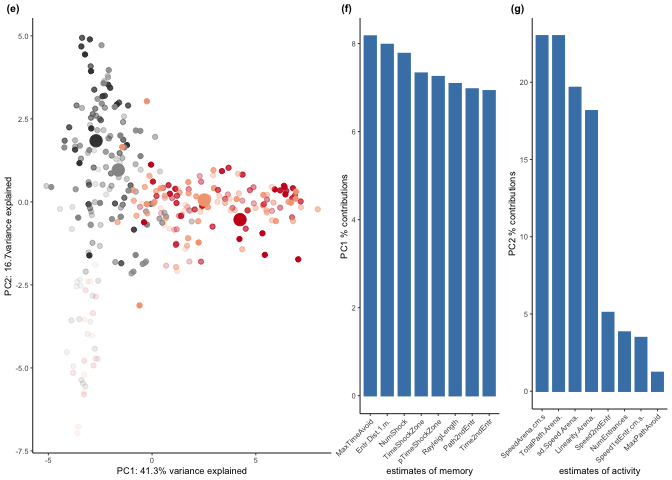 (e)
5.0
2.5
0.0
-2.5
-5.0
-7.5
PC2: 16.7variance explained
-5
0
5
PC1: 41.3% variance explained
(f)
8
6
4
2
0
PC1 % contributions
MaxTimeAvoid
Entr.Dist.1.m.
NumShock
TimeShockZone
pTimeShockZone
RayleigLength
Path2ndEntr
Time2ndEntr
estimates of memory
(g)
20
15
10
5
0
PC2 % contributions
SpeedArena.cm.s
TotalPath.Arena.
sd.Speed.Arena.
Linearity.Arena.
Speed2ndEntr
NumEntrances
Speed1stEntr.cm.s.
MaxPathAvoid
estimates of activity